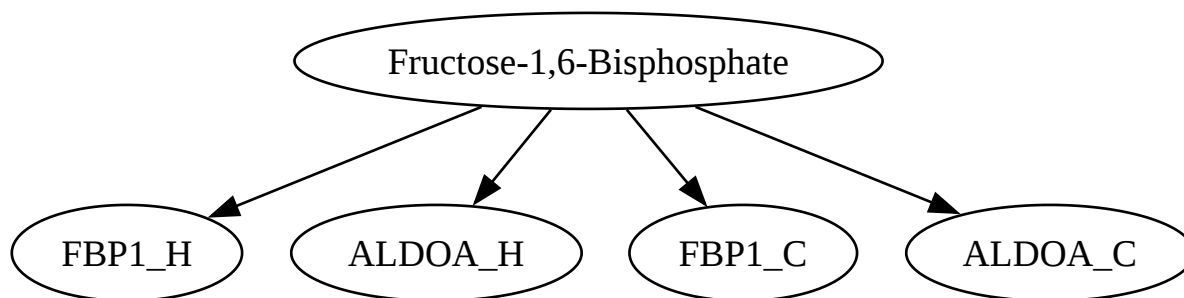 Fructose-1,6-Bisphosphate
FBP1_H
ALDOA_H
FBP1_C
ALDOA_C